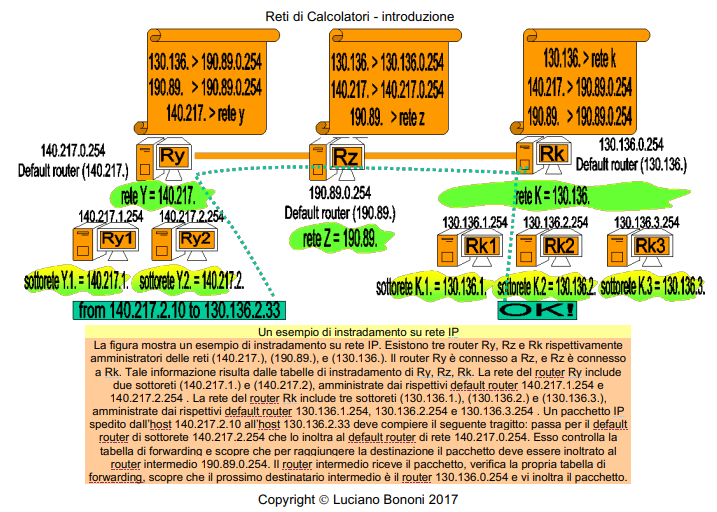 Reti di Calcolatori - introduzione
130.136. > 190.89.0.254
190.89. > 190.89.0.254
140.217. > rete y
130.136. > 130.136.0.254
140.217. > 140.217.0.254
190.89. > rete z
130.136. > rete k
140.217. > 190.89.0.254
190.89. > 190.89.0.254
140.217.0.254
Default router (140.217.)
Ry
Rz
Rk
130.136.0.254
Default router (130.136.)
rete Y = 140.217.
190.89.0.254
Default router (190.89.)
rete Z = 190.89.
rete K = 130.136.
140.217.1.254
140.217.2.254
130.136.1.254
130.136.2.254
130.136.3.254
Ry1
Ry2
Rk1
Rk2
Rk3
sottorete Y.1. = 140.217.1.
sottorete Y.2. = 140.217.2.
sottorete K.1. = 130.136.1.
sottorete K.2 = 130.136.2.
sottorete K.3 = 130.136.3.
from 140.217.2.10 to 130.136.2.33
OK!
Un esempio di instradamento su rete IP
La figura mostra un esempio di instradamento su rete IP. Esistono tre router Ry, Rz e Rk rispettivamente
amministratori delle reti (140.217.), (190.89.), e (130.136.). Il router Ry è connesso a Rz, e Rz è connesso
a Rk. Tale informazione risulta dalle tabelle di instradamento di Ry, Rz, Rk. La rete del router Ry include
due sottoreti (140.217.1.) e (140.217.2), amministrate dai rispettivi default router 140.217.1.254 e
140.217.2.254 . La rete del router Rk include tre sottoreti (130.136.1.), (130.136.2.) e (130.136.3.),
amministrate dai rispettivi default router 130.136.1.254, 130.136.2.254 e 130.136.3.254 . Un pacchetto IP
spedito dall'host 140.217.2.10 all'host 130.136.2.33 deve compiere il seguente tragitto: passa per il default
router di sottorete 140.217.2.254 che lo inoltra al default router di rete 140.217.0.254. Esso controlla la
tabella di forwarding e scopre che per raggiungere la destinazione il pacchetto deve essere inoltrato al
router intermedio 190.89.0.254. Il router intermedio riceve il pacchetto, verifica la propria tabella di
forwarding, scopre che il prossimo destinatario intermedio è il router 130.136.0.254 e vi inoltra il pacchetto.
Copyright © Luciano Bononi 2017